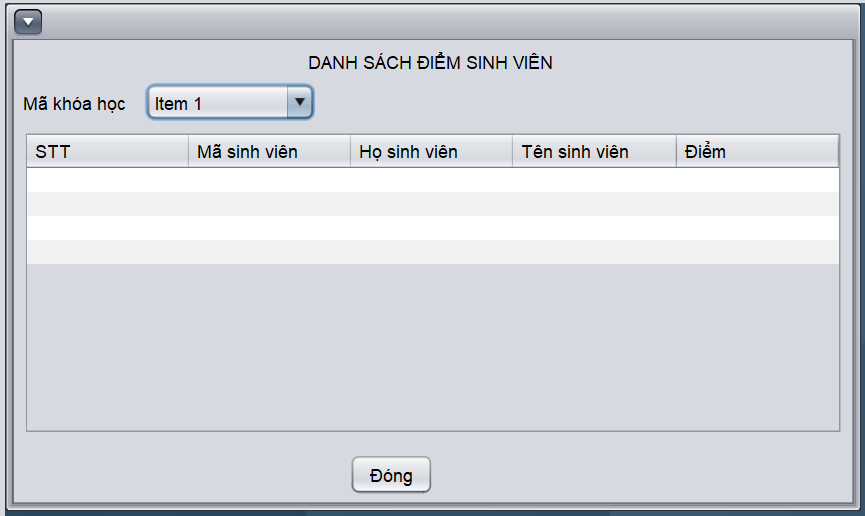 DANH SÁCH ĐIỂM SINH VIÊN
Mã khóa học Item 1
STT Mã sinh viên Họ sinh viên Tên sinh viên Điểm
Đóng